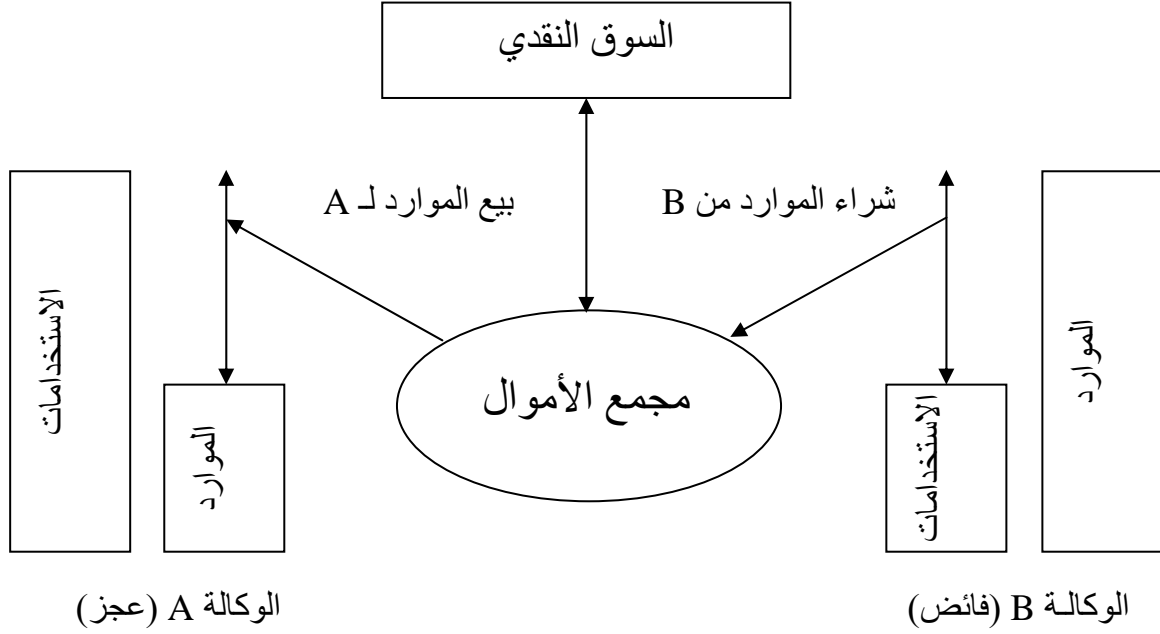 السوق النقدي
شراء الموارد من B
بيع الموارد لـ A
الموارد
الاستخدامات
مجمع الأموال
الموارد
الاستخدامات
الوكالـة B (فائض)
الوكالة A (عجز)